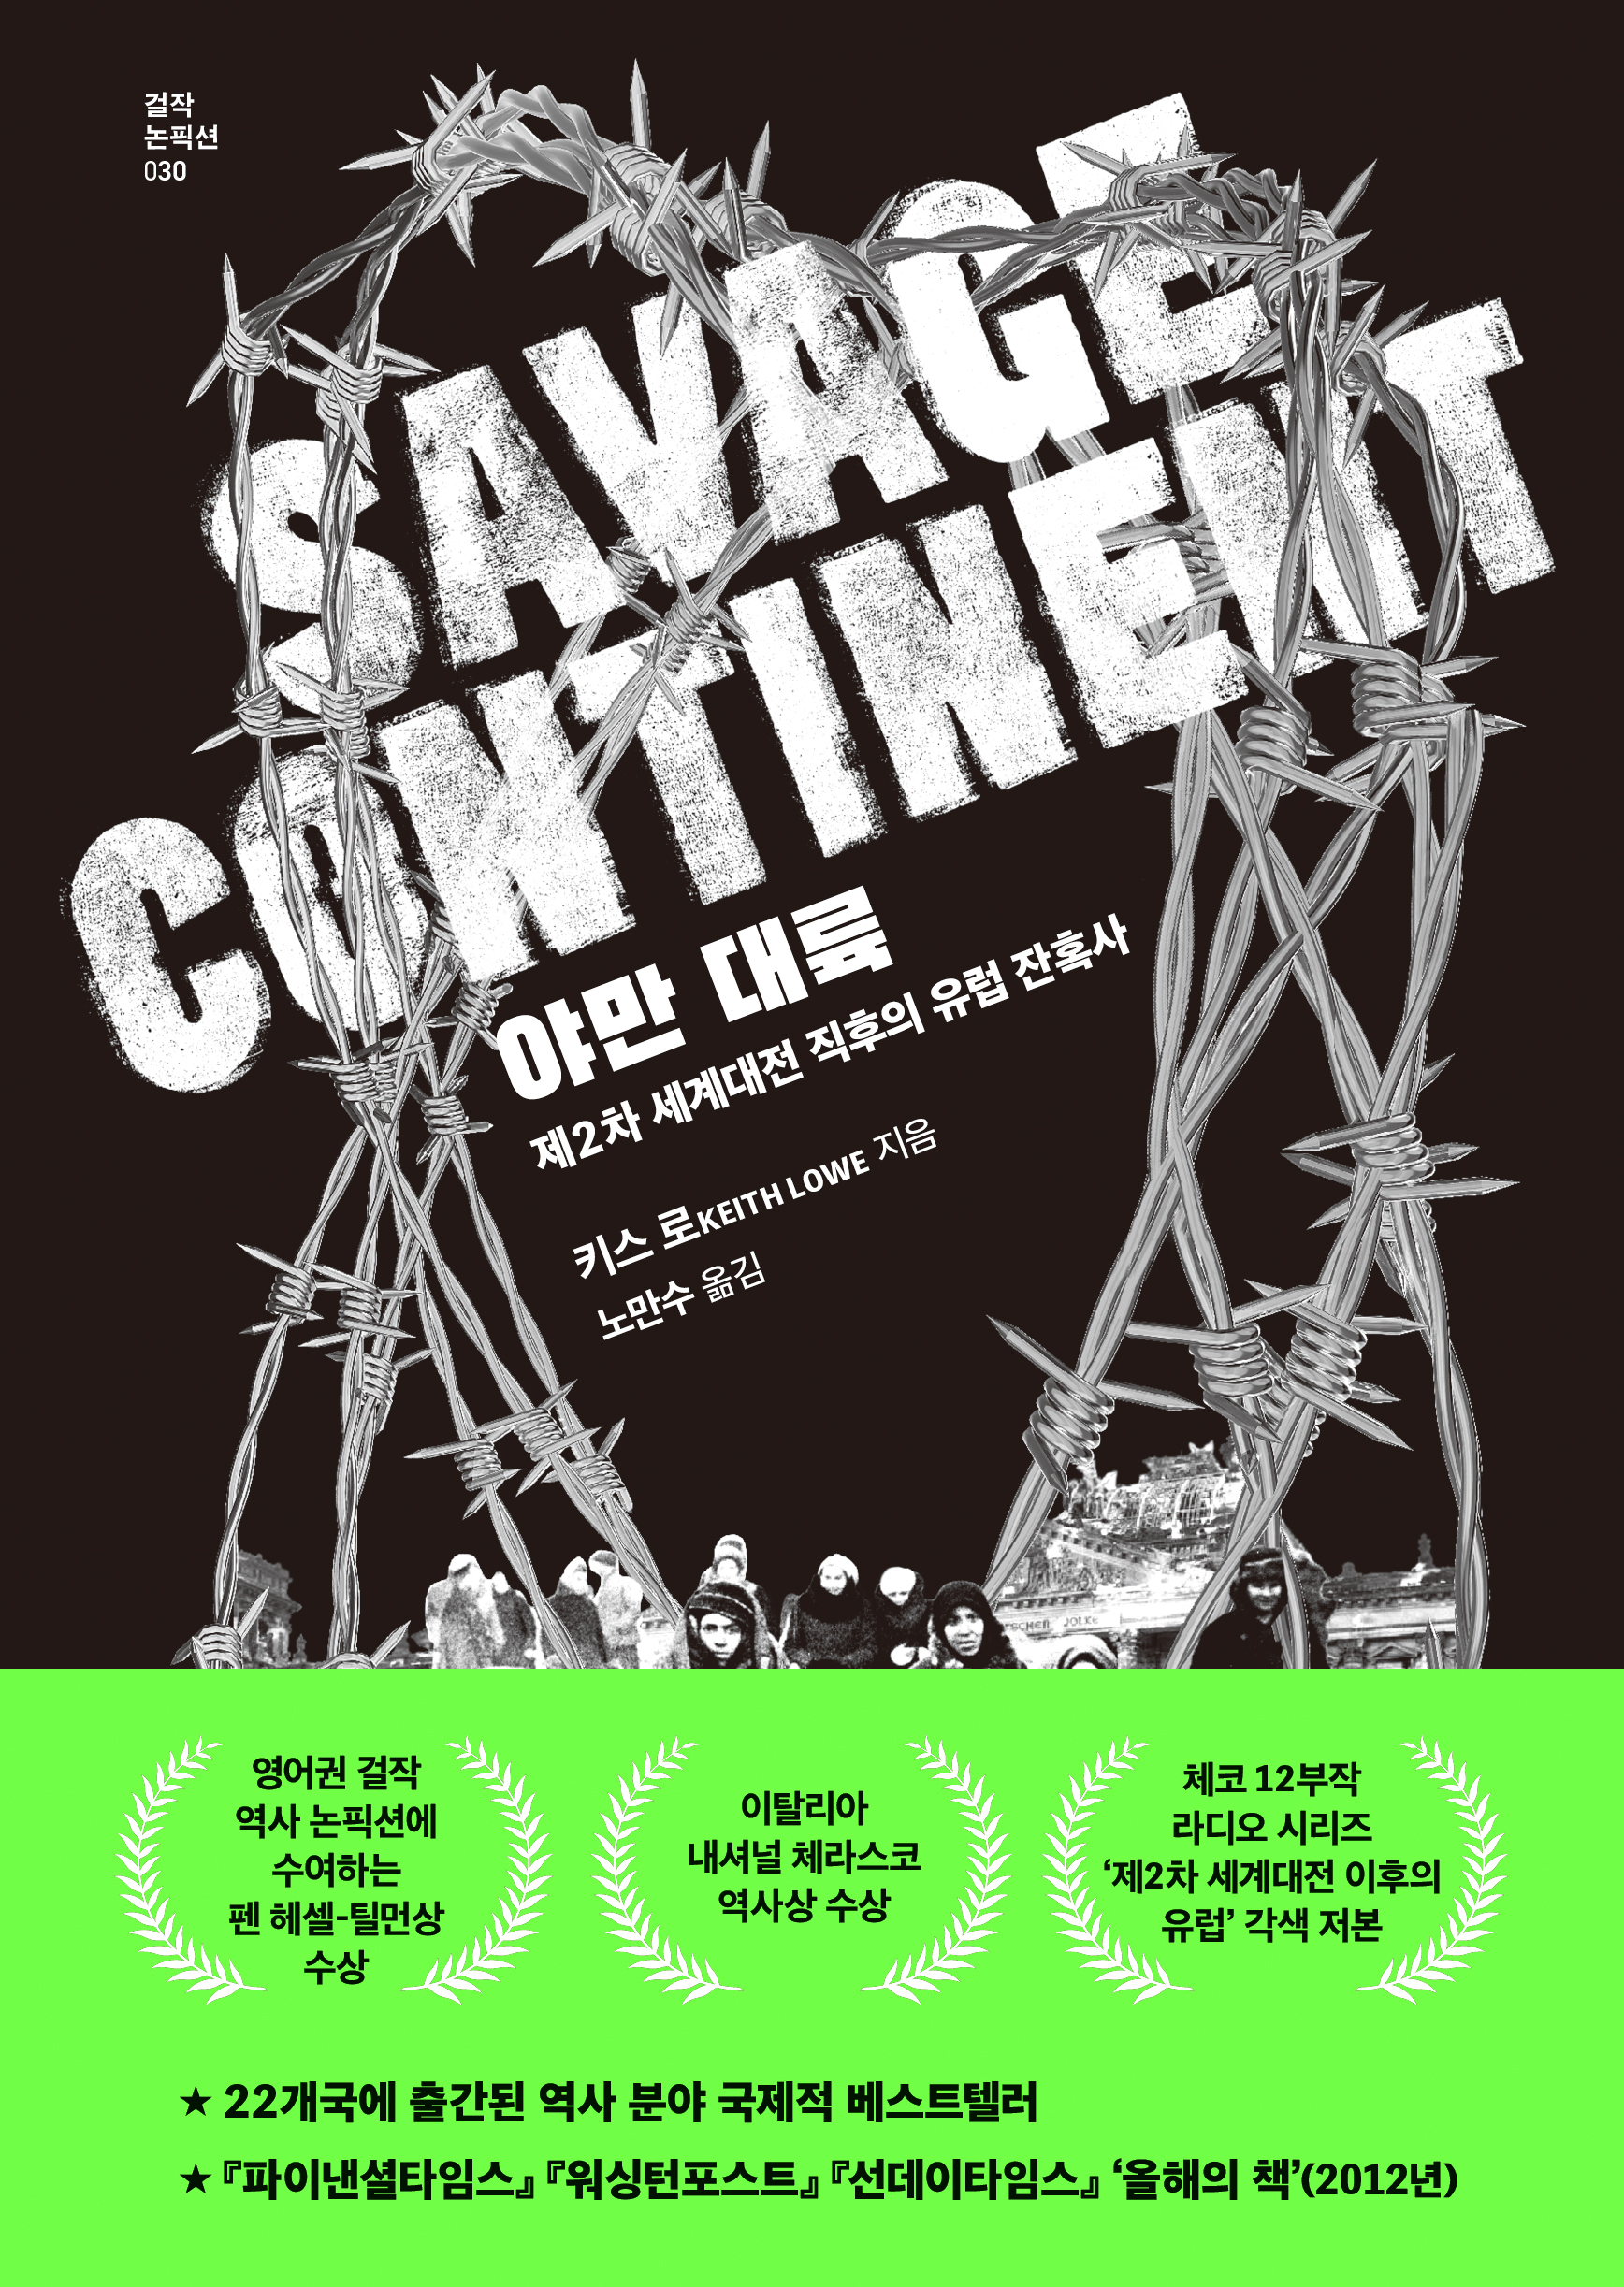 걸작
논픽션
030
SAVAGE
CONTINENT
야만 대륙
제2차 세계대전 직후의 유럽 잔혹사
키스 로KEITH LOWE 지음
노만수 옮김
SCHEN JOLKE
영어권 걸작
역사 논픽션에
수여하는
펜 헤셀-틸먼상
수상
이탈리아
내셔널 체라스코
역사상 수상
체코 12부작
라디오 시리즈
‘제2차 세계대전 이후의
유럽’ 각색 저본
★ 22개국에 출간된 역사 분야 국제적 베스트텔러
★『파이낸셜타임스』『워싱턴포스트』『선데이타임스』 ‘올해의 책’(2012년)